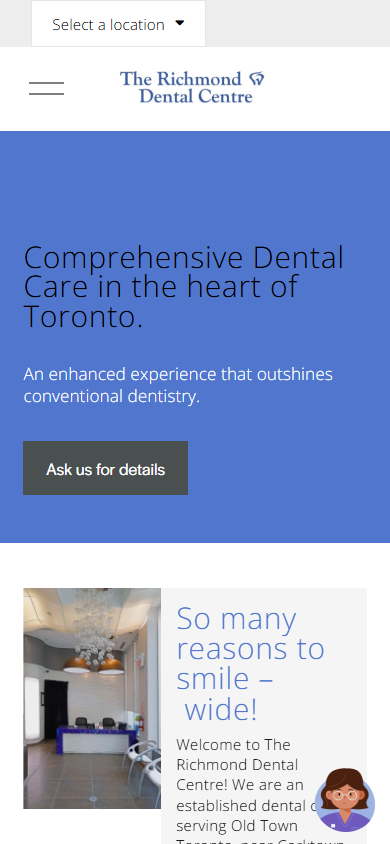 Select a location
The Richmond
Dental Centre
Comprehensive Dental
Care in the heart of
Toronto.
An enhanced experience that outshines
conventional dentistry.
Ask us for details
So many
reasons to
smile –
wide!
Welcome to The
Richmond Dental
Centre! We are an
established dental
serving Old Town